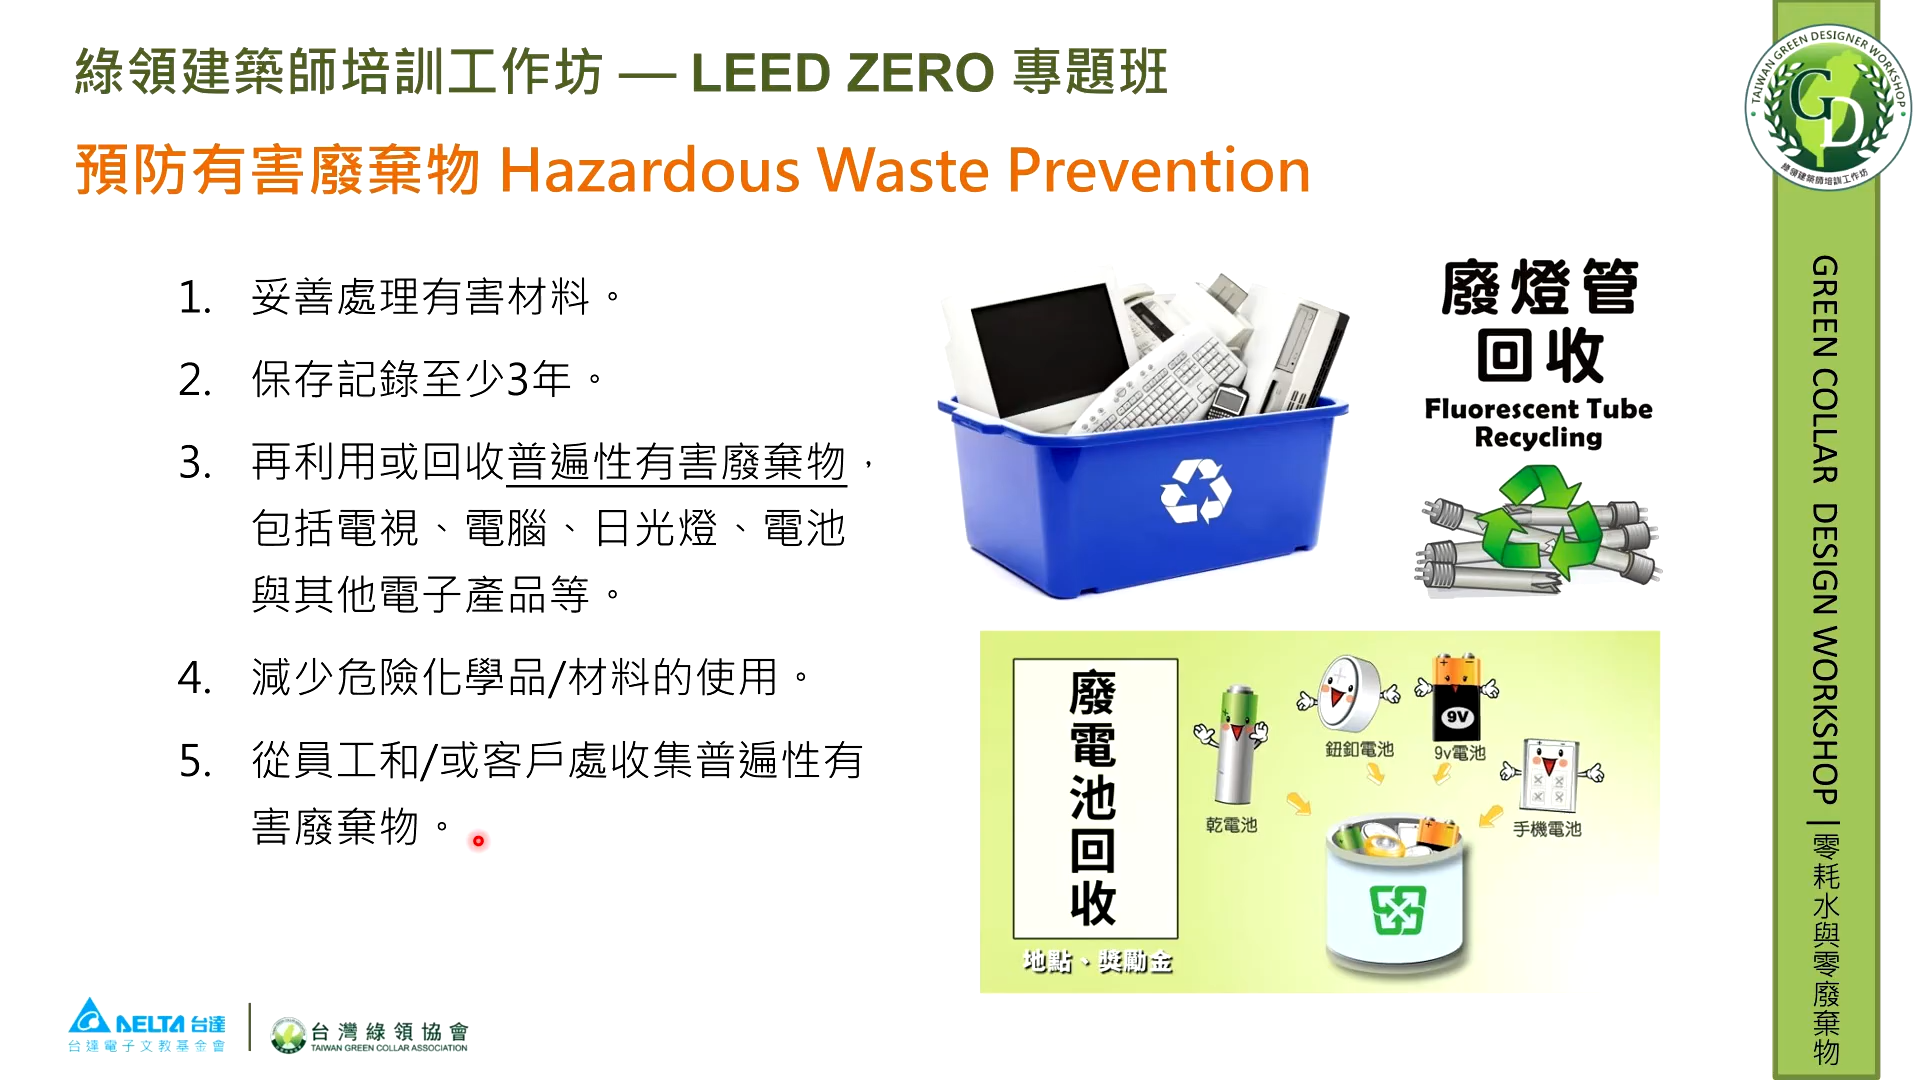 綠領建築師培訓工作坊 — LEED ZERO 專題班
預防有害廢棄物 Hazardous Waste Prevention
1. 妥善處理有害材料。
2. 保存記錄至少3年。
3. 再利用或回收普遍性有害廢棄物，
包括電視、電腦、日光燈、電池
與其他電子產品等。
4. 減少危險化學品/材料的使用。
5. 從員工和/或客戶處收集普遍性有
害廢棄物。
廢燈管
回收
Fluorescent Tube
Recycling
廢電池回收
地點、獎勵金
乾電池
鈕釦電池
9V
9v電池
手機電池
TAIWAN GREEN DESIGNER WORKSHOP
GD
綠領建築師培訓工作坊
GREEN COLLAR DESIGN WORKSHOP | 零耗水與零廢棄物
DELTA 台達
台達電子文教基金會
台灣綠領協會
TAIWAN GREEN COLLAR ASSOCIATION